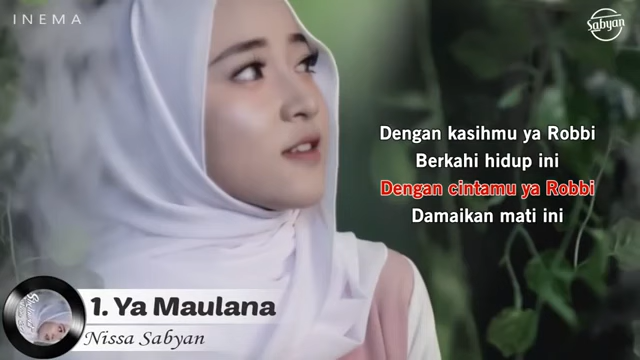 INEMA
Sabyan
Dengan kasihmu ya Robbi
Berkahi hidup ini
Dengan cintamu ya Robbi
Damaikan mati ini
1. Ya Maulana
Nissa Sabyan